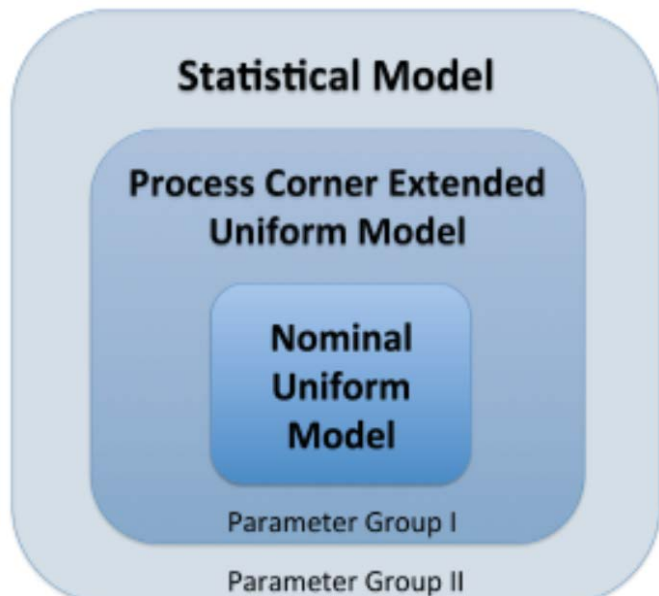 Statistical Model
Process Corner Extended
Uniform Model
Nominal
Uniform
Model
Parameter Group I
Parameter Group II